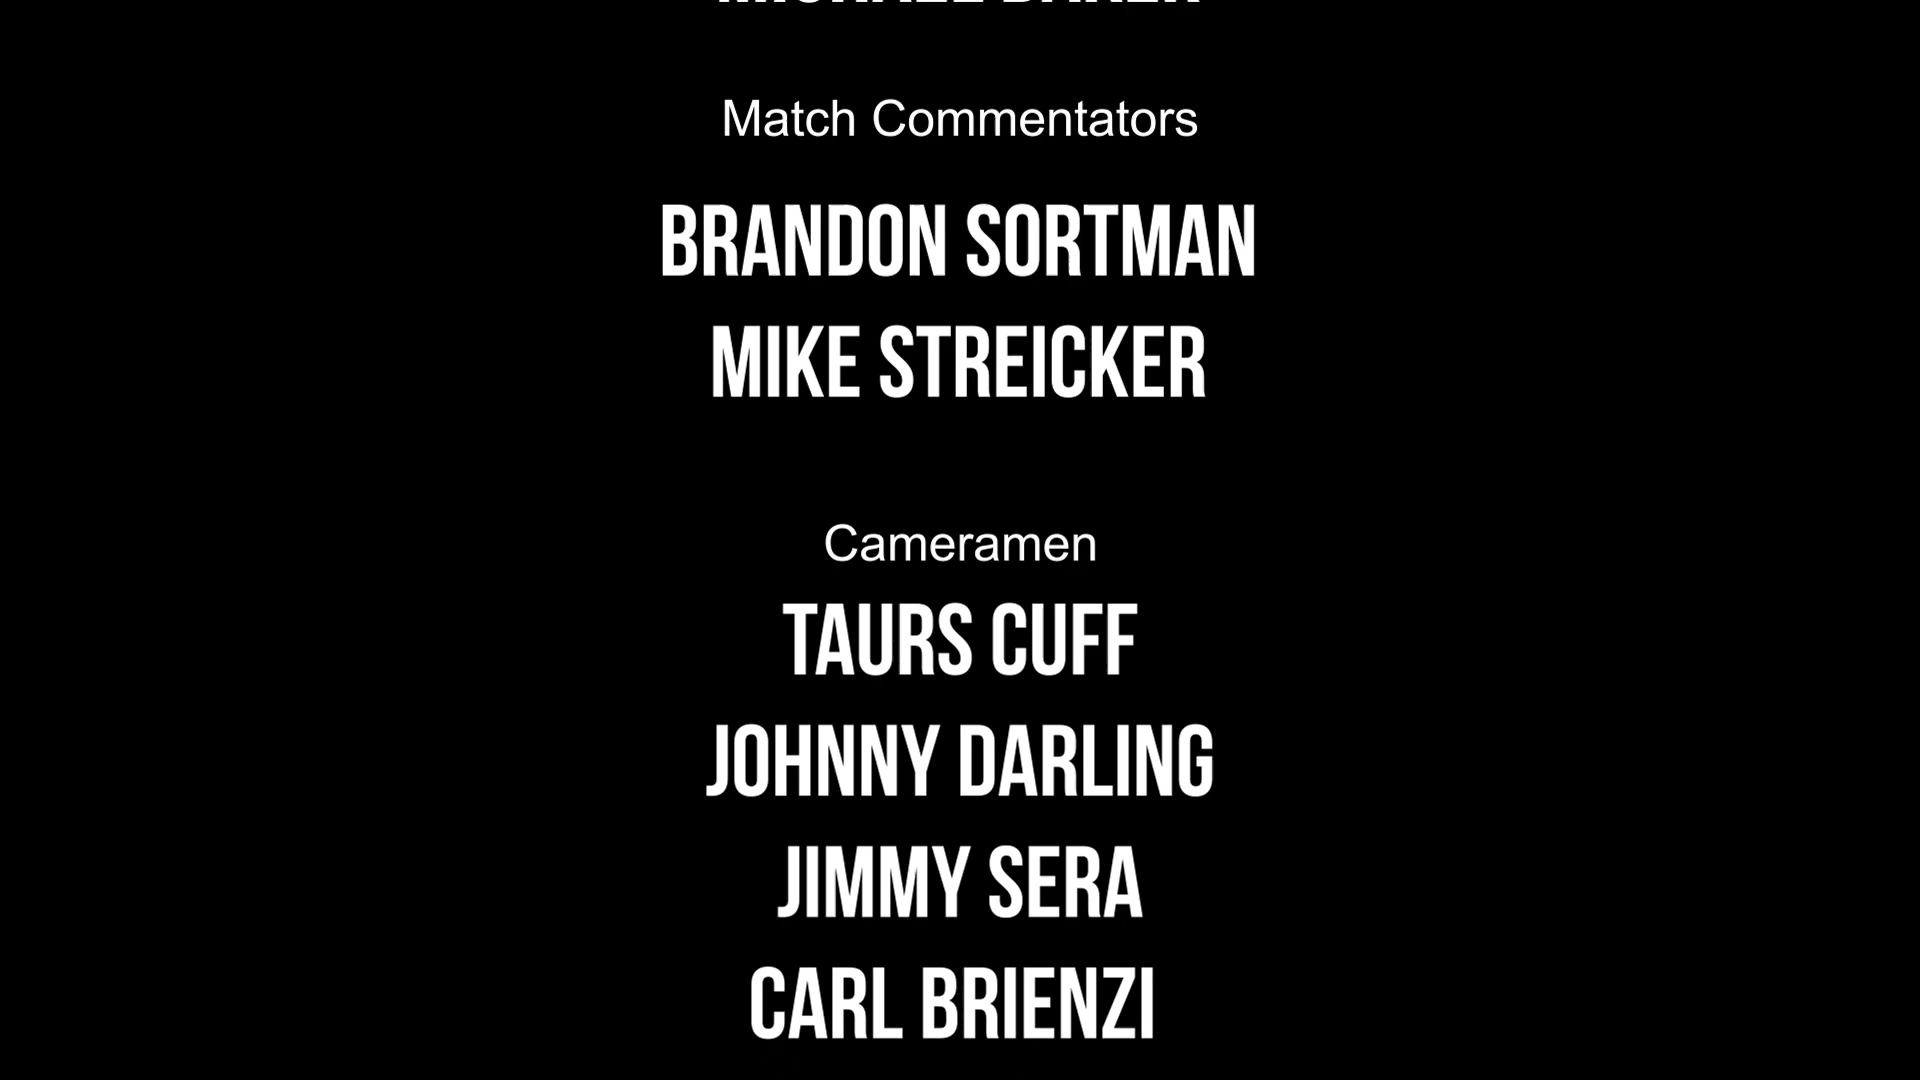 Match Commentators
BRANDON SORTMAN
MIKE STREICKER
Cameramen
TAURS CUFF
JOHNNY DARLING
JIMMY SERA
CARL BRIENZI